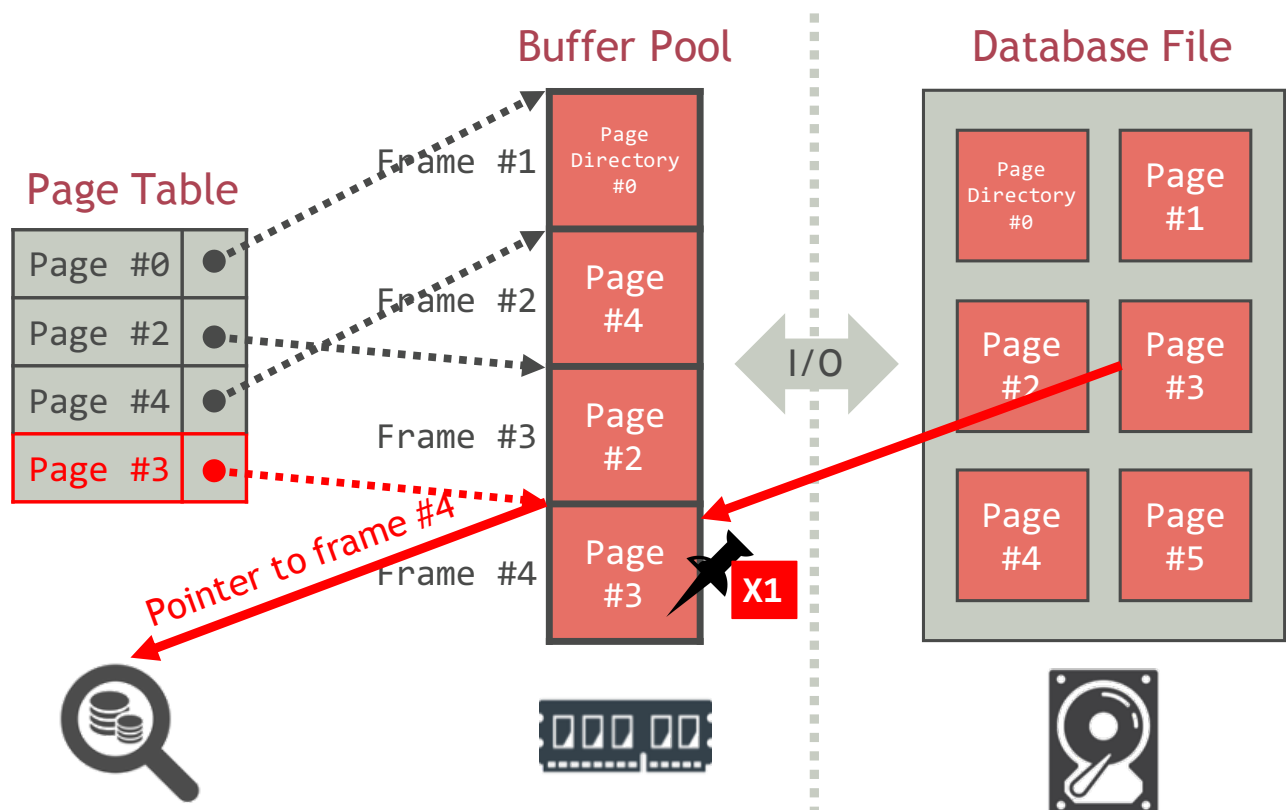 Buffer Pool
Database File
Page Table
Page #0
Page #2
Page #4
Page #3
Pointer to frame #4
Frame #1
Frame #2
Frame #3
Frame #4
Page
Directory
#0
Page
#4
Page
#2
Page
#3
X1
I/O
Page
Directory
#0
Page
#1
Page
#2
Page
#3
Page
#4
Page
#5